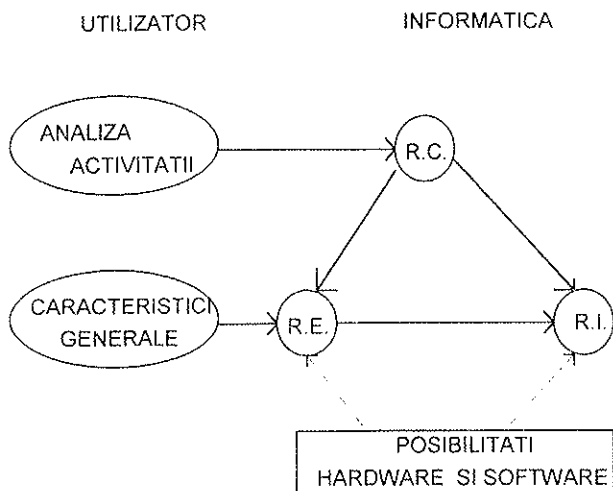 UTILIZATOR
INFORMATICA
ANALIZA
ACTIVITATII
R.C.
CARACTERISTICI
GENERALE
R.E.
R.I.
POSIBILITATI
HARDWARE SI SOFTWARE